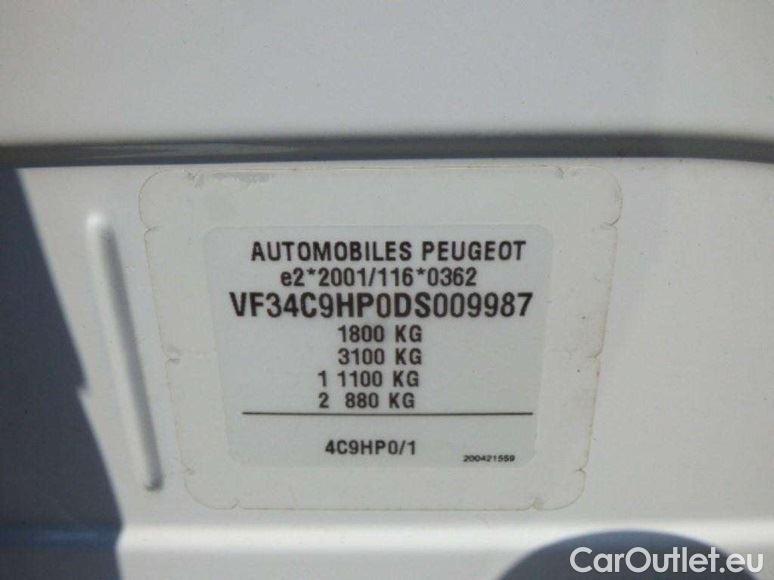 AUTOMOBILES PEUGEOT
e2*2001/116*0362
VF34C9HP0DS009987
1800 KG
3100 KG
1 1100 KG
2 880 KG
4C9HP0/1
200421559
CarOutlet.eu